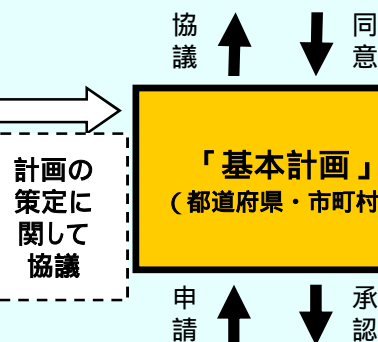 協議
同意
計画の
策定に
関して
協議
「基本計画」
（都道府県・市町村
申請
承認